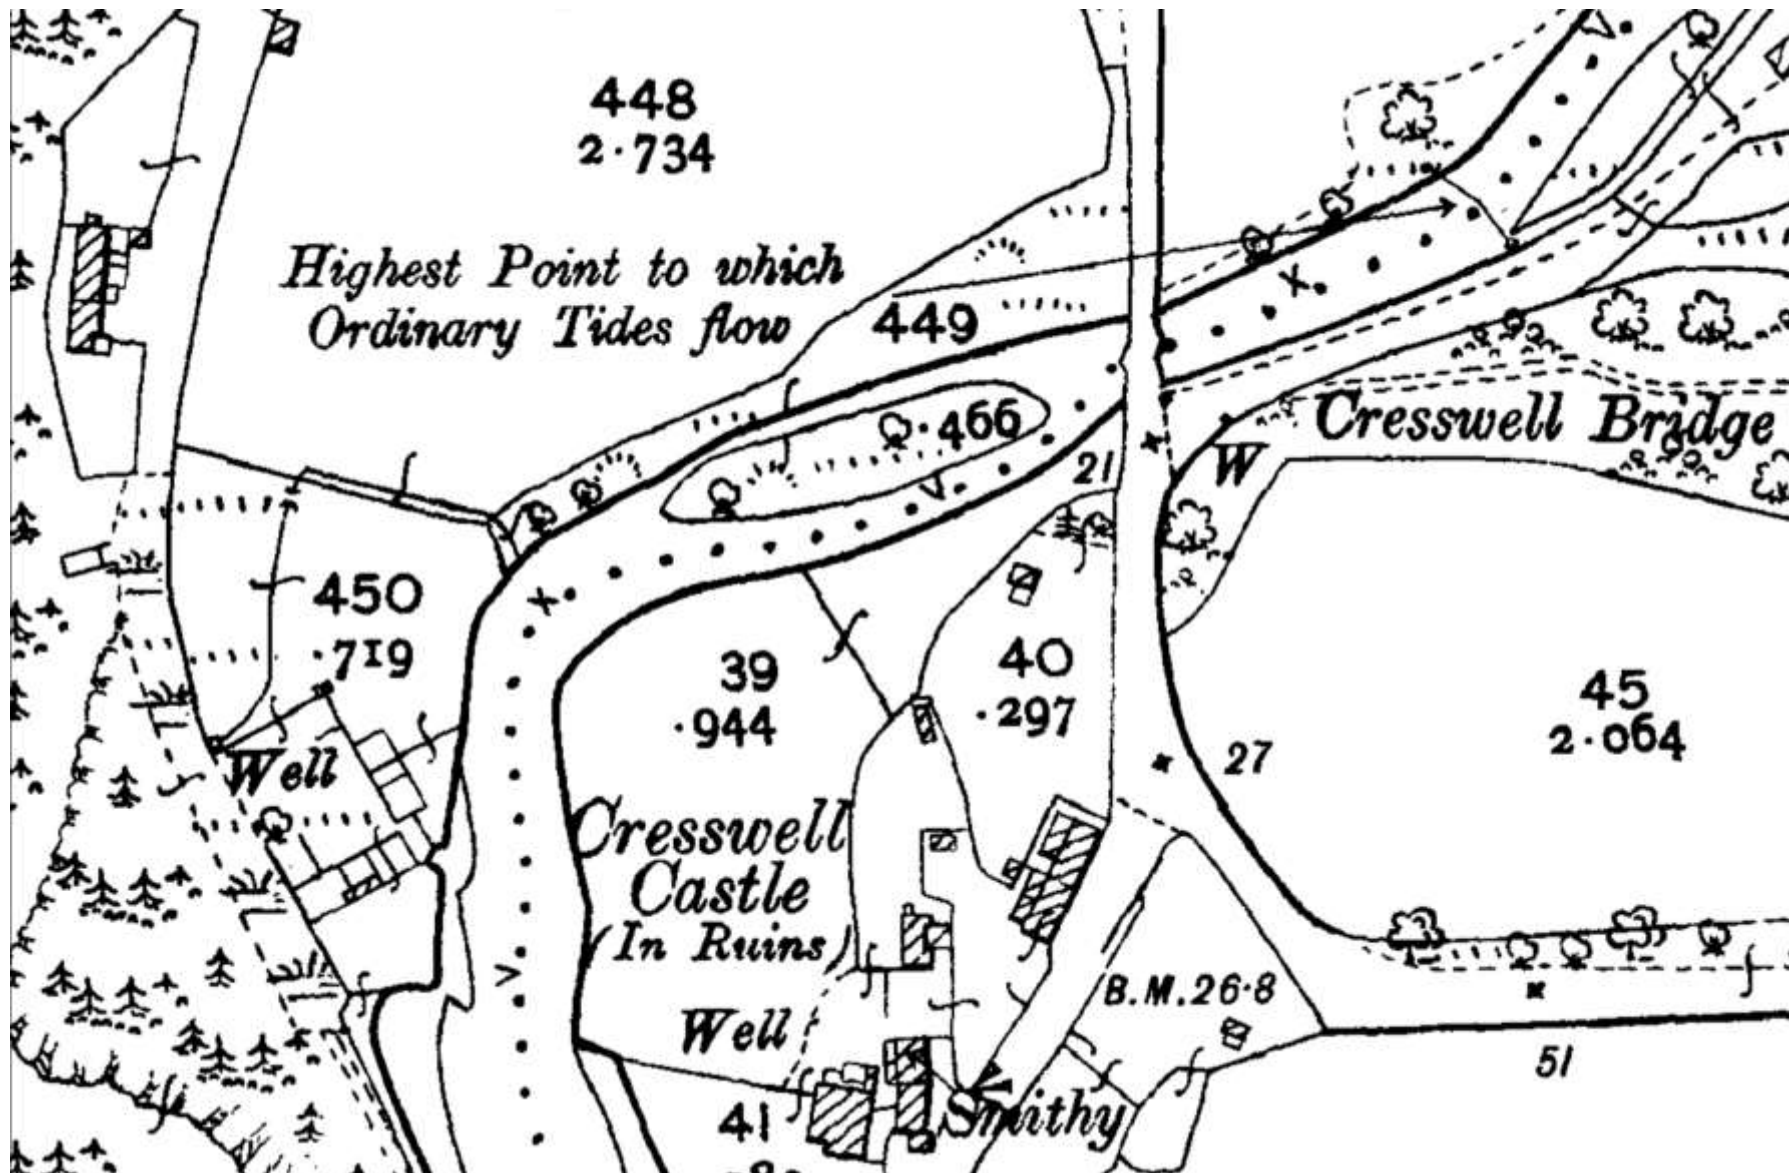 448
2·734
Highest Point to which
Ordinary Tides flow
449
·466
21
Cresswell Bridge
W
450
·719
39
·944
40
·297
45
2·064
27
Well
Cresswell
Castle
(In Ruins)
B.M.26·8
Well
51
41
Smithy